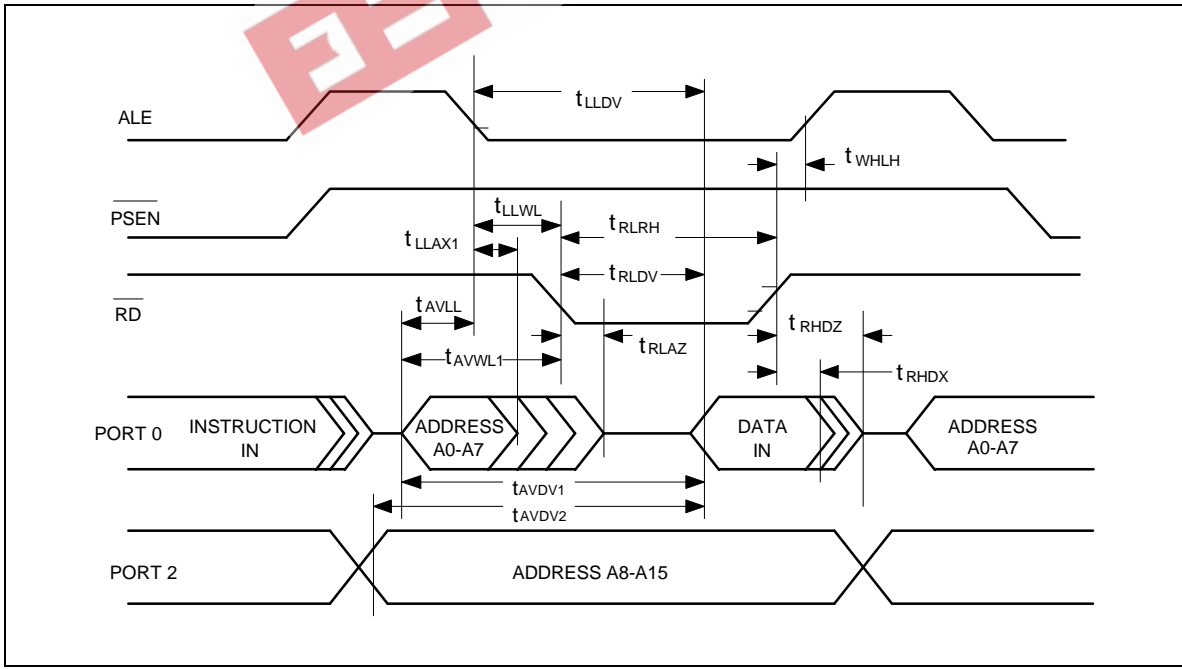 tLLDV
ALE
tWHLH
PSEN
tLLWL
tRLRH
tLLAX1
tRLDV
RD
tAVLL
tRLAZ
tRHDZ
tAVWL1
tRHDX
PORT 0
INSTRUCTION
IN
ADDRESS
A0-A7
DATA
IN
ADDRESS
A0-A7
tAVDV1
tAVDV2
PORT 2
ADDRESS A8-A15